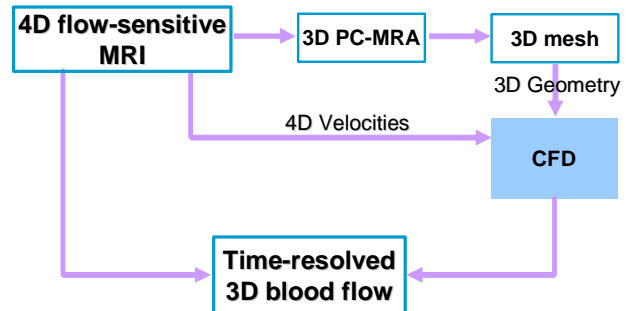 4D flow-sensitive
MRI
3D PC-MRA
3D mesh
3D Geometry
4D Velocities
CFD
Time-resolved
3D blood flow